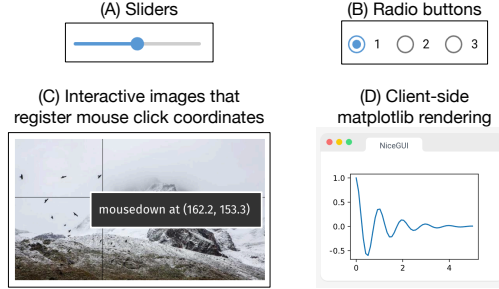 (A) Sliders
(B) Radio buttons
1 2 3
(C) Interactive images that
register mouse click coordinates
mousedown at (162.2, 153.3)
(D) Client-side
matplotlib rendering
NiceGUI
1.0
0.5
0.0
-0.5
0 2 4